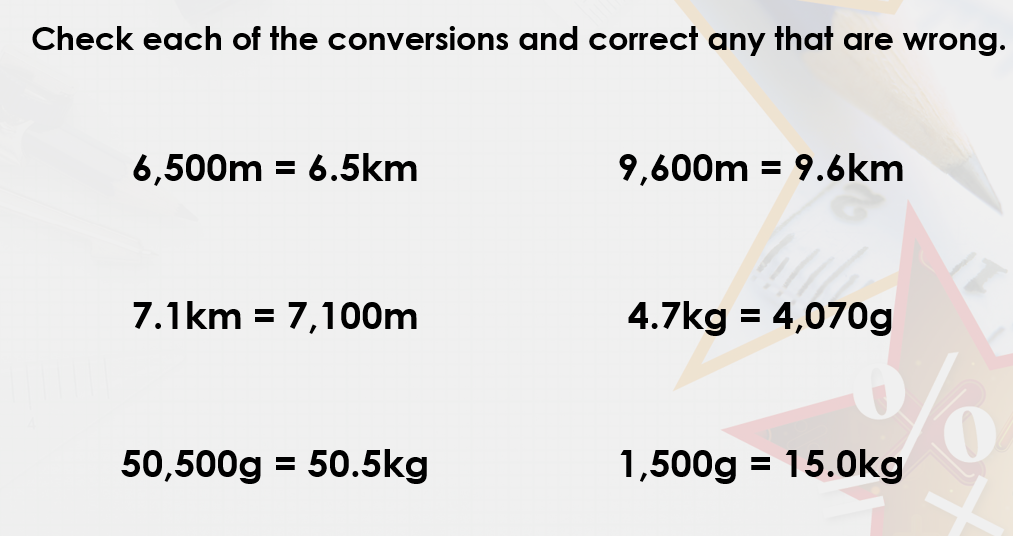 Check each of the conversions and correct any that are wrong.
6,500m = 6.5km
9,600m = 9.6km
7.1km = 7,100m
4.7kg = 4,070g
50,500g = 50.5kg
1,500g = 15.0kg